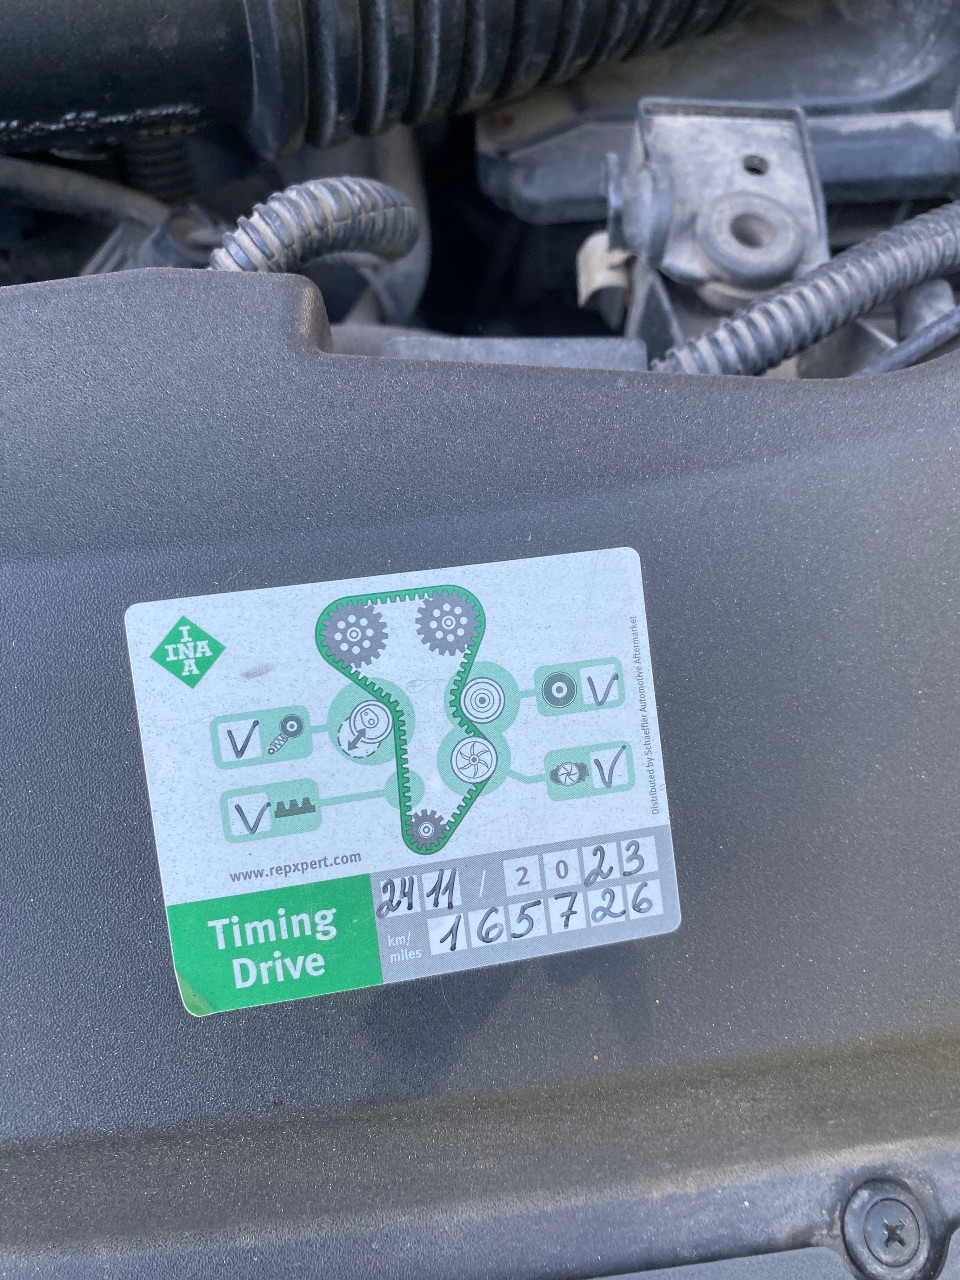 I
INA
A
V
V
V
V
Distributed by Schaeffler Automotive Aftermarket
www.repxpert.com
Timing
Drive
24 11 / 2023
km/
miles
165726